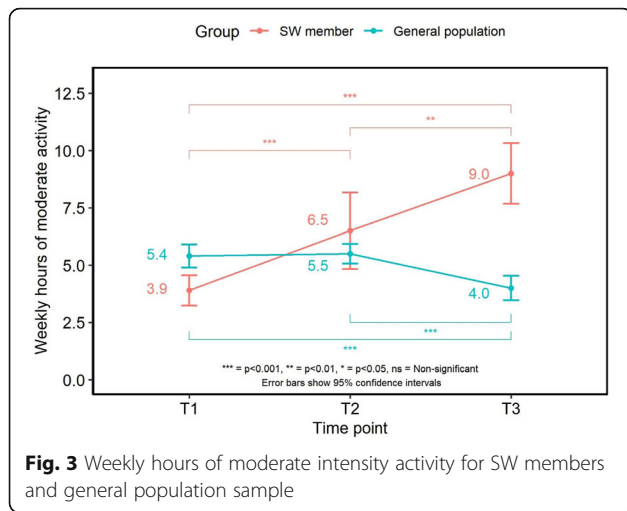 Group SW member General population
12.5
10.0
7.5
5.0
2.5
0.0
Weekly hours of moderate activity
***
**
***
9.0
6.5
5.4
5.5
3.9
4.0
***
***
*** = p<0.001, ** = p<0.01, * = p<0.05, ns = Non-significant
Error bars show 95% confidence intervals
T1 T2 T3
Time point
Fig. 3 Weekly hours of moderate intensity activity for SW members
and general population sample